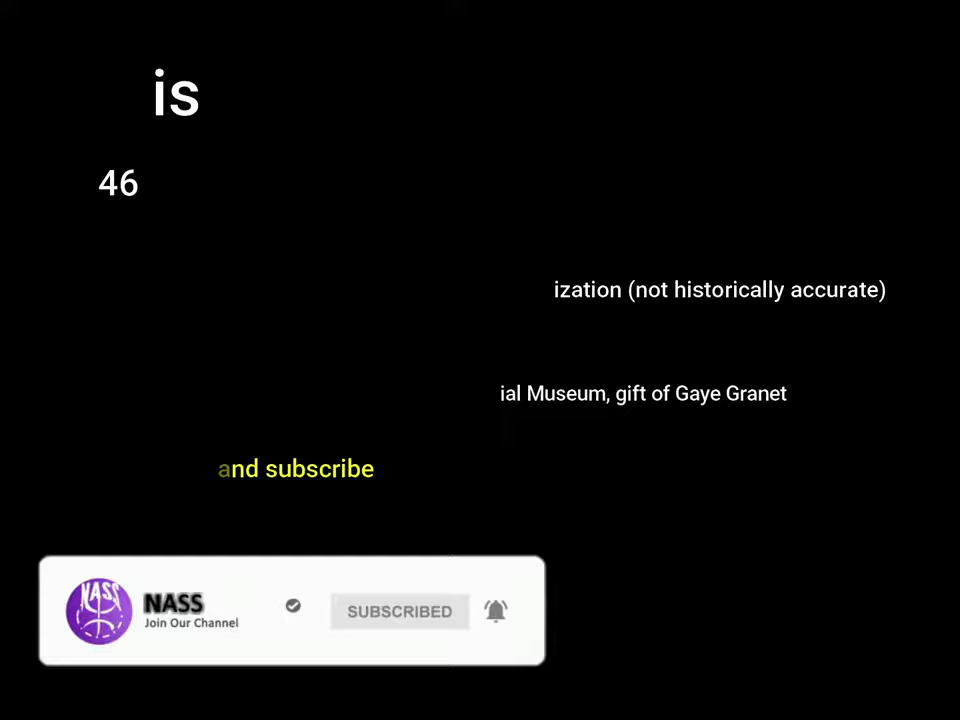 is
46
ization (not historically accurate)
ial Museum, gift of Gaye Granet
and subscribe
NASS
NASS
Join Our Channel
SUBSCRIBED